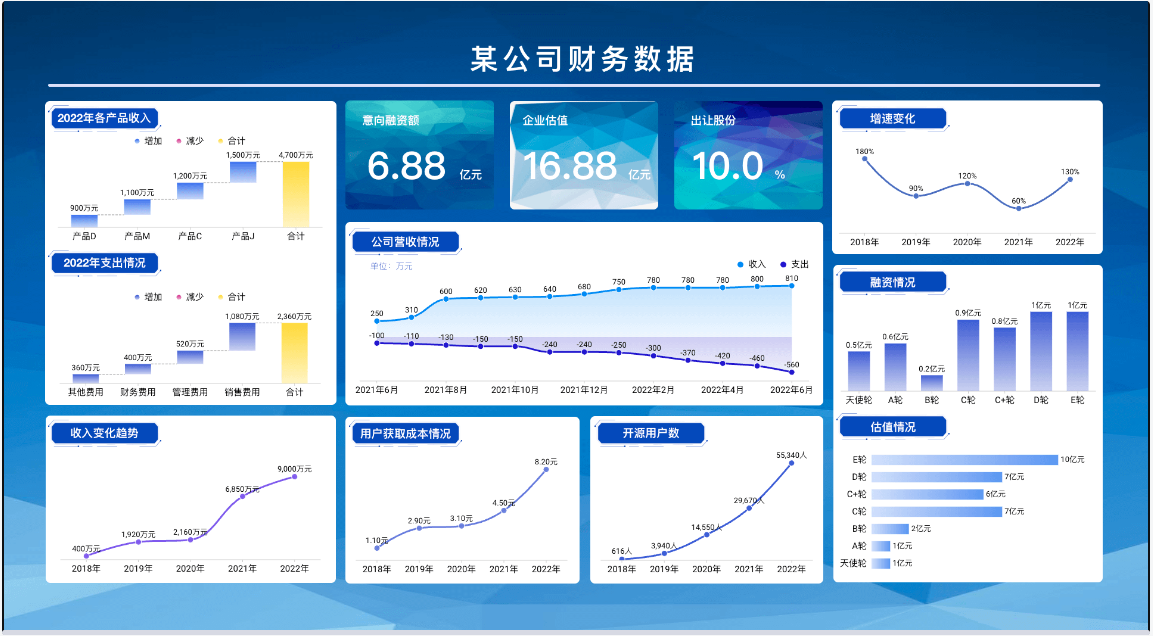 某公司财务数据
2022年各产品收入
增加 减少 合计
900万元 1,100万元 1,200万元 1,500万元 4,700万元
产品D 产品M 产品C 产品J 合计
2022年支出情况
增加 减少 合计
360万元 400万元 520万元 1,080万元 2,360万元
其他费用 财务费用 管理费用 销售费用 合计
意向融资额
6.88 亿元
企业估值
16.88 亿元
出让股份
10.0 %
公司营收情况
单位：万元
收入 支出
250 310 600 620 630 640 680 750 780 780 780 800 810
-100 -110 -130 -150 -150 -240 -240 -250 -300 -370 -420 -460 -560
2021年6月 2021年8月 2021年10月 2021年12月 2022年2月 2022年4月 2022年6月
增速变化
180% 90% 120% 60% 130%
2018年 2019年 2020年 2021年 2022年
融资情况
0.5亿元 0.6亿元 0.2亿元 0.9亿元 0.8亿元 1亿元 1亿元
天使轮 A轮 B轮 C轮 C+轮 D轮 E轮
估值情况
E轮 10亿元
D轮 7亿元
C+轮 6亿元
C轮 7亿元
B轮 2亿元
A轮 1亿元
天使轮 1亿元
收入变化趋势
400万元 1,920万元 2,160万元 6,850万元 9,000万元
2018年 2019年 2020年 2021年 2022年
用户获取成本情况
1.10元 2.90元 3.10元 4.50元 8.20元
2018年 2019年 2020年 2021年 2022年
开源用户数
616人 3,940人 14,550人 29,670人 55,340人
2018年 2019年 2020年 2021年 2022年